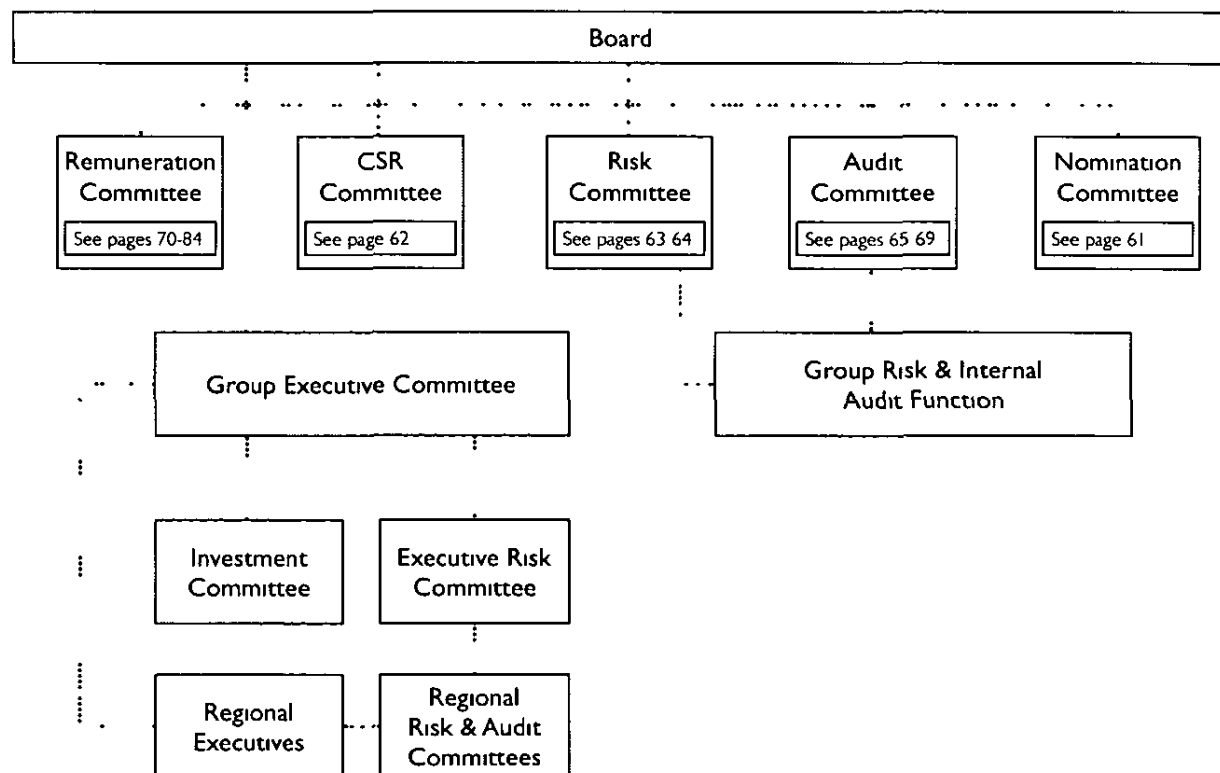 Board
Remuneration
Committee
See pages 70-84
CSR
Committee
See page 62
Risk
Committee
See pages 63 64
Audit
Committee
See pages 65 69
Nomination
Committee
See page 61
Group Executive Committee
Group Risk & Internal
Audit Function
Investment
Committee
Executive Risk
Committee
Regional
Executives
Regional
Risk & Audit
Committees